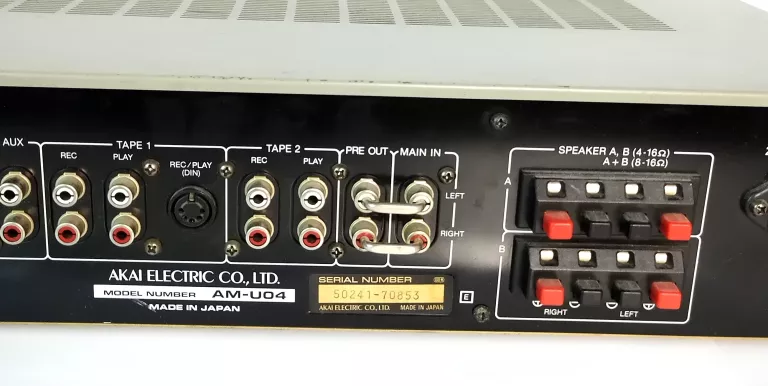 AUX
TAPE 1
REC
PLAY
REC/PLAY
(DIN)
TAPE 2
REC
PLAY
PRE OUT
MAIN IN
LEFT
RIGHT
SPEAKER A, B (4-16Ω)
A + B (8-16Ω)
A
B
RIGHT
LEFT
AKAI ELECTRIC CO., LTD.
MODEL NUMBER AM-U04
MADE IN JAPAN
SERIAL NUMBER
50241-70853
AKAI ELECTRIC CO., LTD. MADE IN JAPAN
E
2